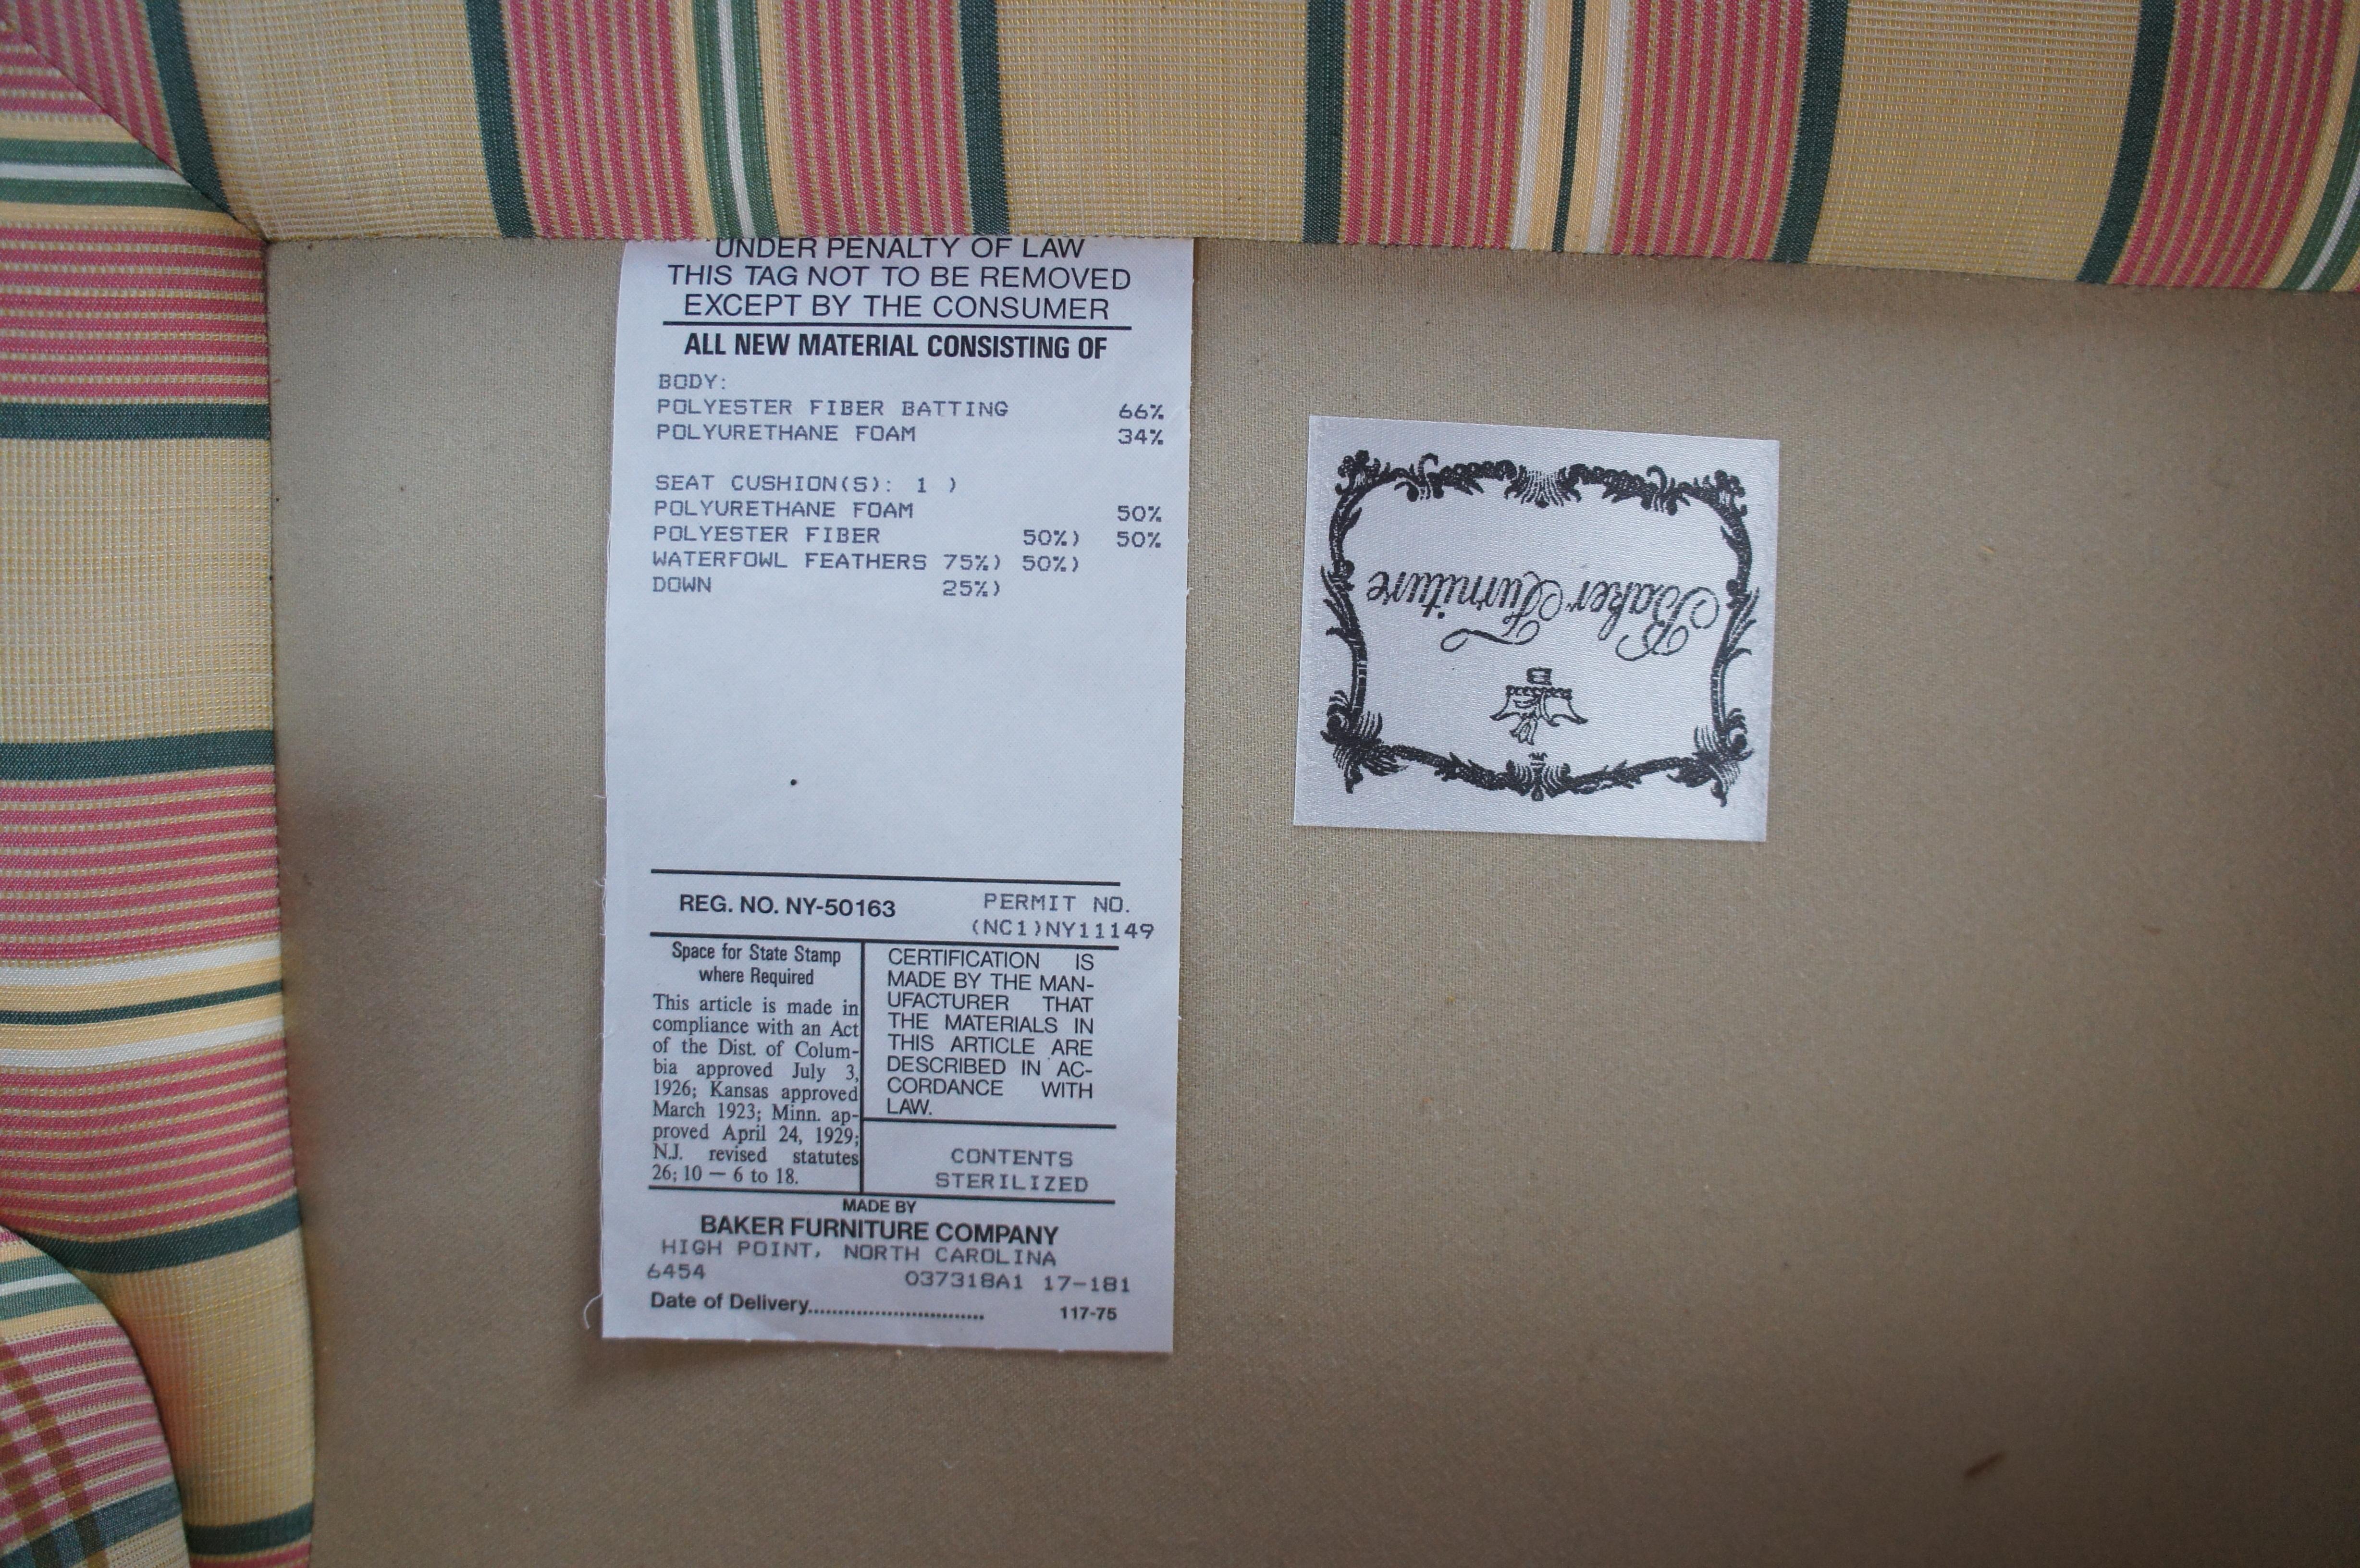 UNDER PENALTY OF LAW
THIS TAG NOT TO BE REMOVED
EXCEPT BY THE CONSUMER
ALL NEW MATERIAL CONSISTING OF
BODY:
POLYESTER FIBER BATTING 66%
POLYURETHANE FOAM 34%
SEAT CUSHION(S): 1 )
POLYURETHANE FOAM 50%
POLYESTER FIBER 50%) 50%
WATERFOWL FEATHERS 75%) 50%)
DOWN 25%)
REG. NO. NY-50163
PERMIT NO.
(NC1)NY11149
Space for State Stamp
where Required
This article is made in
compliance with an Act
of the Dist. of Colum-
bia approved July 3,
1926; Kansas approved
March 1923; Minn. ap-
proved April 24, 1929;
N.J. revised statutes
26; 10 — 6 to 18.
CERTIFICATION IS
MADE BY THE MAN-
UFACTURER THAT
THE MATERIALS IN
THIS ARTICLE ARE
DESCRIBED IN AC-
CORDANCE WITH
LAW.
CONTENTS
STERILIZED
MADE BY
BAKER FURNITURE COMPANY
HIGH POINT, NORTH CAROLINA
6454 037318A1 17-181
Date of Delivery............................. 117-75
Baker Furniture